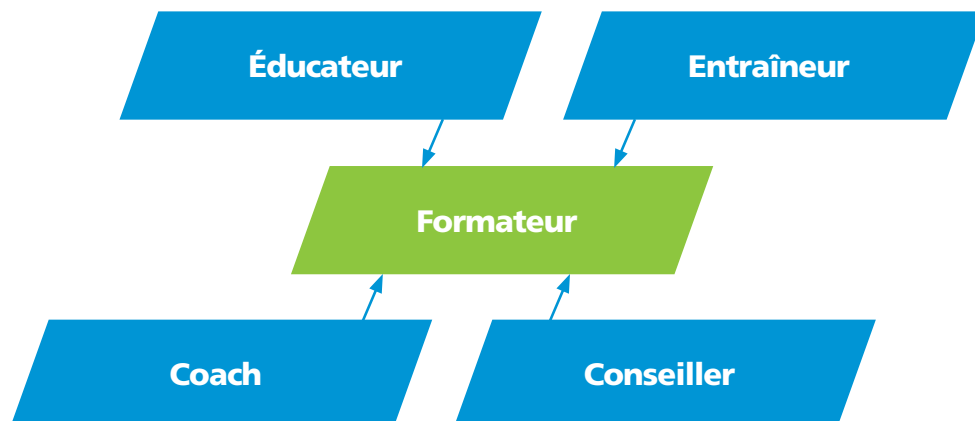 Éducateur
Entraîneur
Formateur
Coach
Conseiller